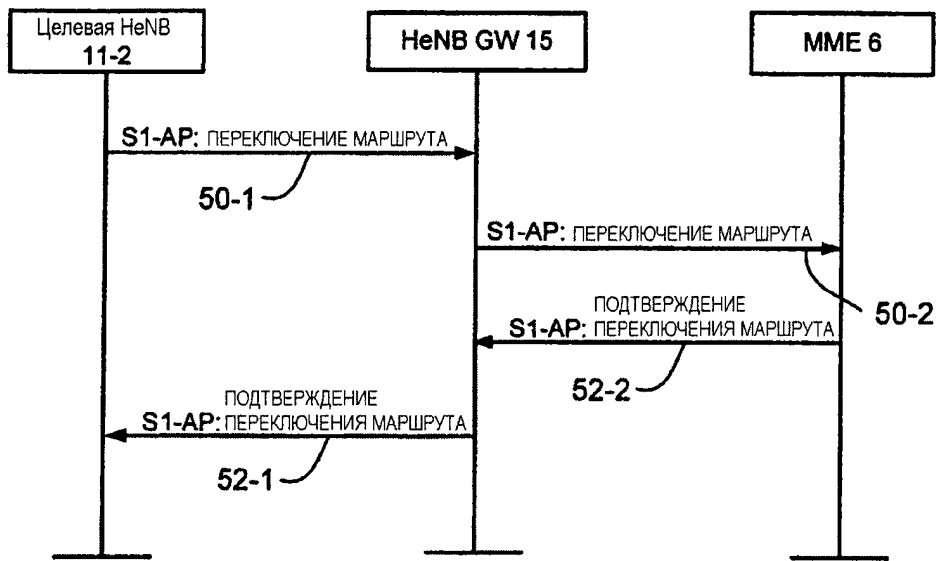 Целевая HeNB
11-2
HeNB GW 15
MME 6
S1-AP: ПЕРЕКЛЮЧЕНИЕ МАРШРУТА
50-1
S1-AP: ПЕРЕКЛЮЧЕНИЕ МАРШРУТА
50-2
ПОДТВЕРЖДЕНИЕ
S1-AP: ПЕРЕКЛЮЧЕНИЯ МАРШРУТА
52-2
ПОДТВЕРЖДЕНИЕ
S1-AP: ПЕРЕКЛЮЧЕНИЯ МАРШРУТА
52-1